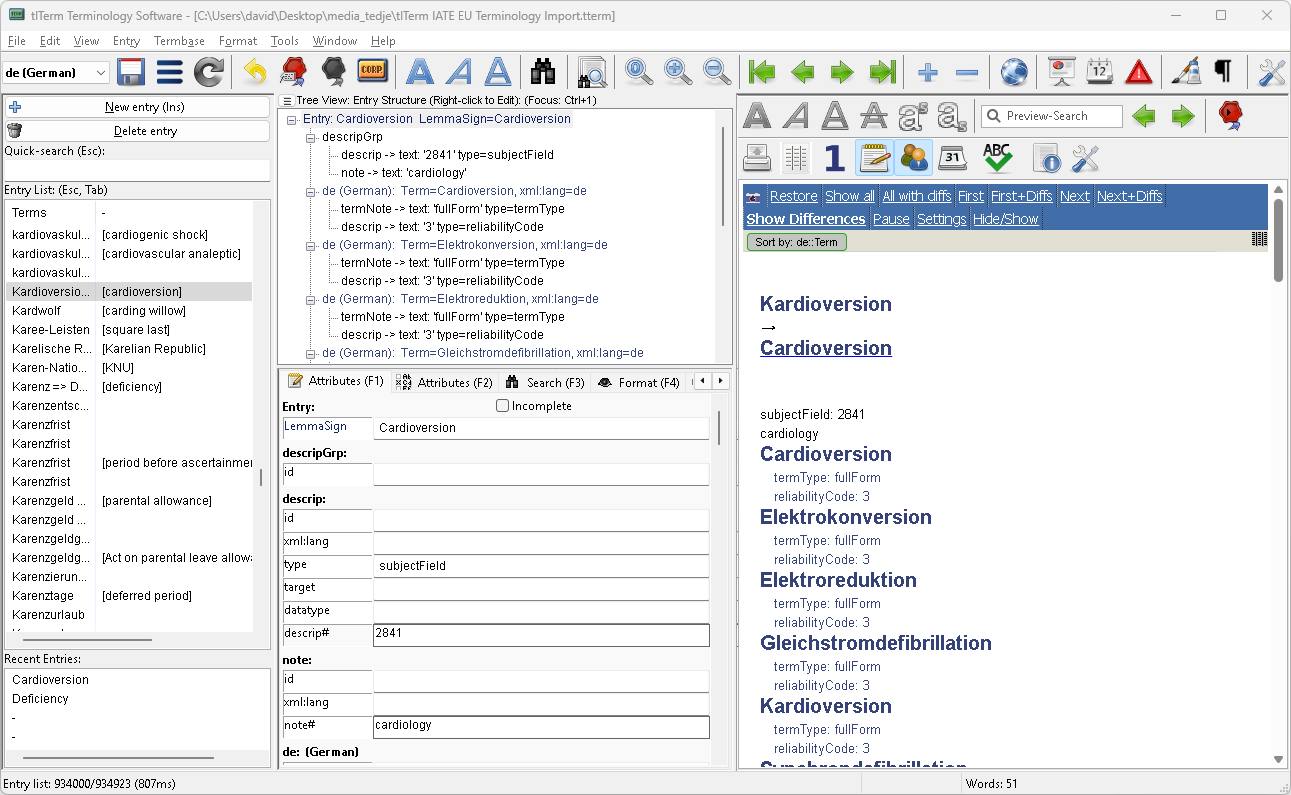 tlTerm Terminology Software - [C:\Users\david\Desktop\media_tedje\tlTerm IATE EU Terminology Import.tterm]
File Edit View Entry Termbase Format Tools Window Help
de (German)
CORP
12
New entry (Ins)
Delete entry
Quick-search (Esc):
Entry List: (Esc, Tab)
Terms -
kardiovaskul... [cardiogenic shock]
kardiovaskul... [cardiovascular analeptic]
kardiovaskul...
Kardioversio... [cardioversion]
Kardwolf [carding willow]
Karee-Leisten [square last]
Karelische R... [Karelian Republic]
Karen-Natio... [KNU]
Karenz => D... [deficiency]
Karenzentsc...
Karenzfrist
Karenzfrist
Karenzfrist [period before ascertainmen
Karenzfrist
Karenzgeld ... [parental allowance]
Karenzgeld ...
Karenzgeldg...
Karenzgeldg... [Act on parental leave allowa
Karenzierun...
Karenztage [deferred period]
Karenzurlaub
Recent Entries:
Cardioversion
Deficiency
-
-
Tree View: Entry Structure (Right-click to Edit): (Focus: Ctrl+1)
Entry: Cardioversion LemmaSign=Cardioversion
descripGrp
descrip -> text: '2841' type=subjectField
note -> text: 'cardiology'
de (German): Term=Cardioversion, xml:lang=de
termNote -> text: 'fullForm' type=termType
descrip -> text: '3' type=reliabilityCode
de (German): Term=Elektrokonversion, xml:lang=de
termNote -> text: 'fullForm' type=termType
descrip -> text: '3' type=reliabilityCode
de (German): Term=Elektroreduktion, xml:lang=de
termNote -> text: 'fullForm' type=termType
descrip -> text: '3' type=reliabilityCode
de (German): Term=Gleichstromdefibrillation, xml:lang=de
Attributes (F1) Attributes (F2) Search (F3) Format (F4)
Entry: Incomplete
LemmaSign Cardioversion
descripGrp:
id
descrip:
id
xml:lang
type subjectField
target
datatype
descrip# 2841
note:
id
xml:lang
note# cardiology
de: (German)
Preview-Search
1 31 ABC
Restore Show all All with diffs First First+Diffs Next Next+Diffs
Show Differences Pause Settings Hide/Show
Sort by: de::Term
Kardioversion
→
Cardioversion
subjectField: 2841
cardiology
Cardioversion
termType: fullForm
reliabilityCode: 3
Elektrokonversion
termType: fullForm
reliabilityCode: 3
Elektroreduktion
termType: fullForm
reliabilityCode: 3
Gleichstromdefibrillation
termType: fullForm
reliabilityCode: 3
Kardioversion
termType: fullForm
reliabilityCode: 3
Synchrondefibrillation
Entry list: 934000/934923 (807ms)
Words: 51